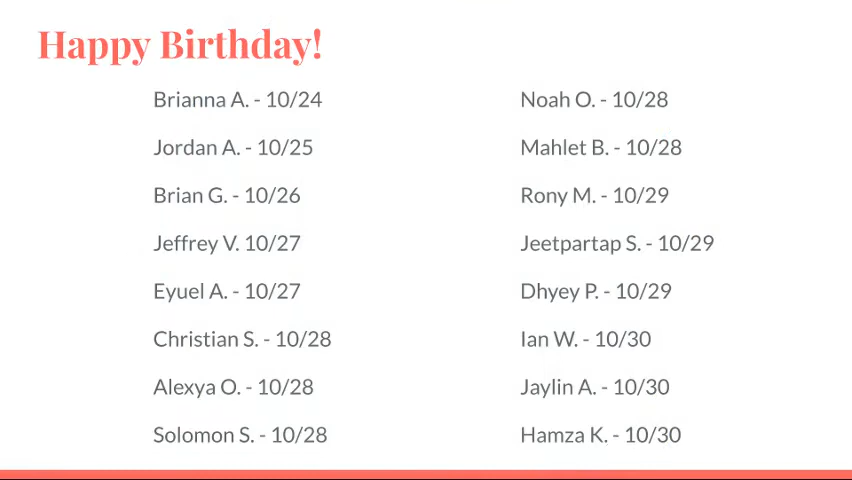 Happy Birthday!
Brianna A. - 10/24
Jordan A. - 10/25
Brian G. - 10/26
Jeffrey V. 10/27
Eyuel A. - 10/27
Christian S. - 10/28
Alexya O. - 10/28
Solomon S. - 10/28
Noah O. - 10/28
Mahlet B. - 10/28
Rony M. - 10/29
Jeetpartap S. - 10/29
Dhyey P. - 10/29
Ian W. - 10/30
Jaylin A. - 10/30
Hamza K. - 10/30